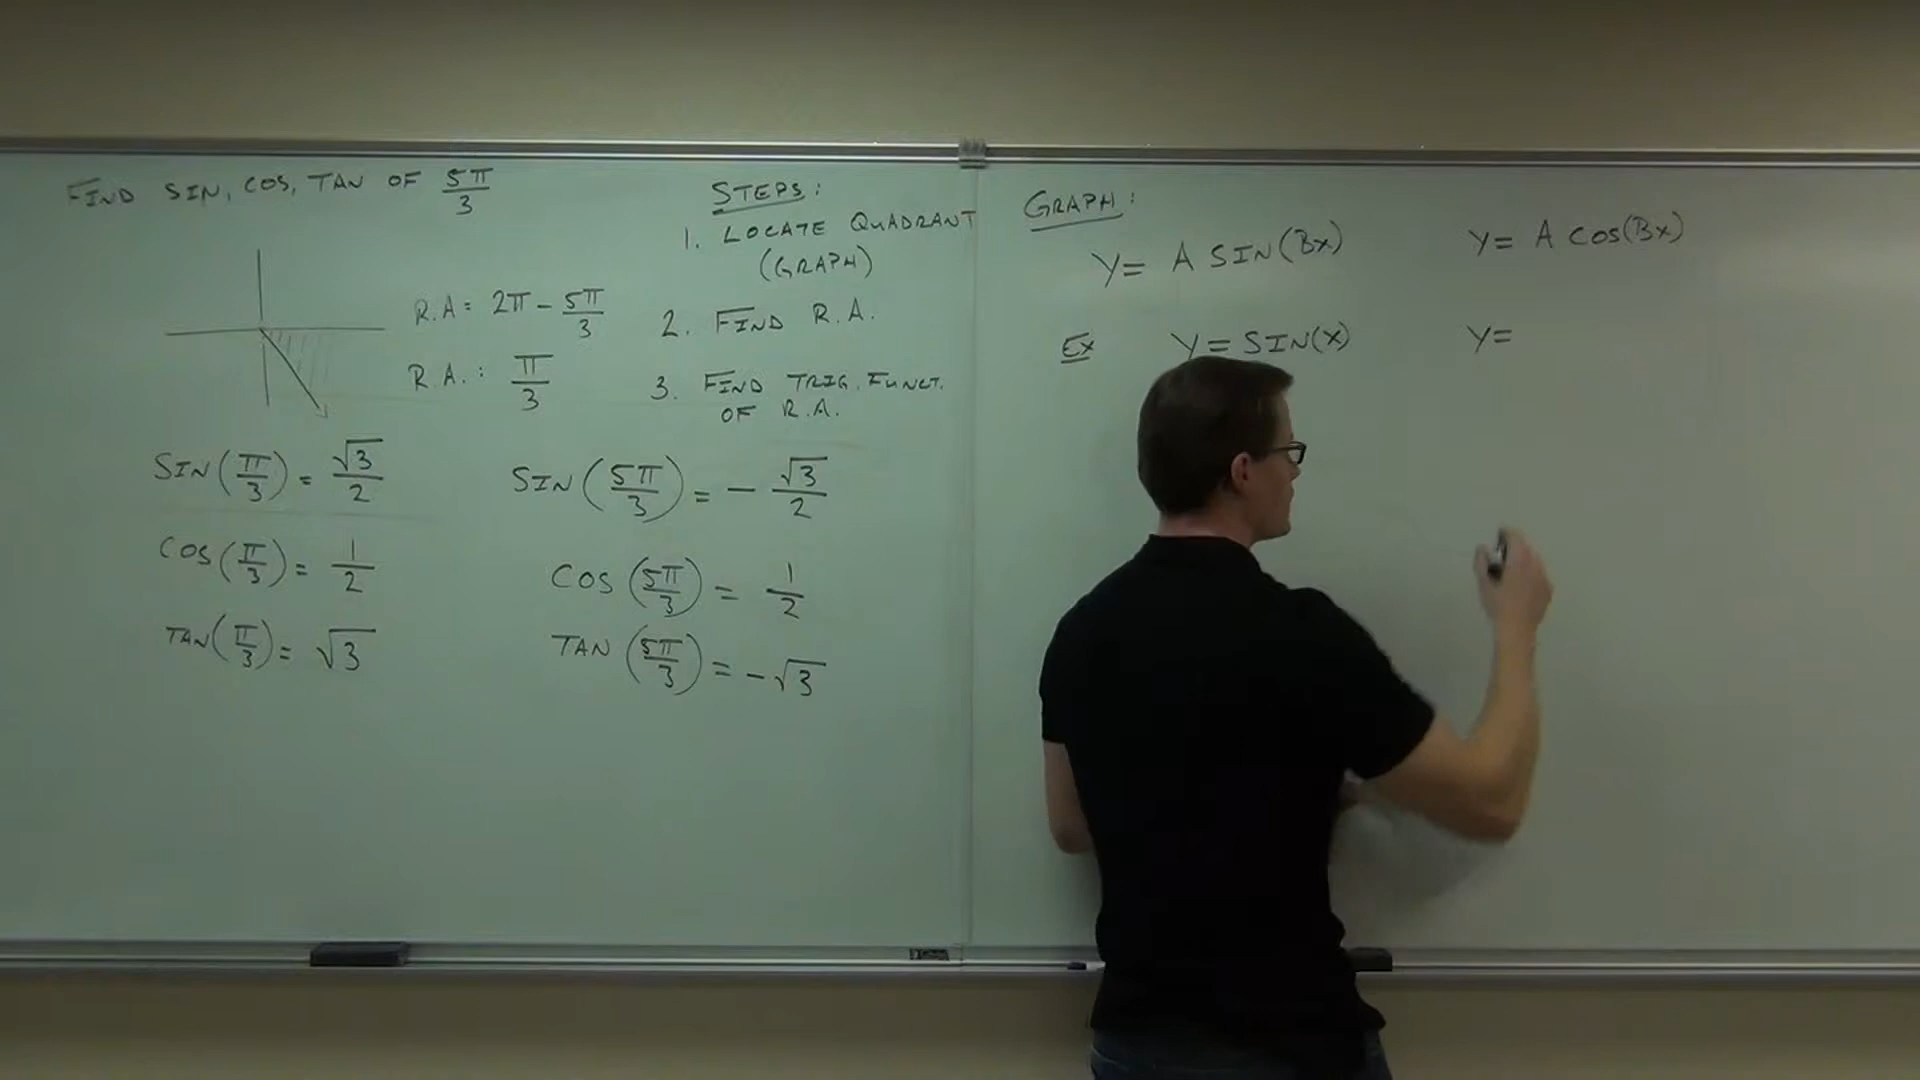 FIND SIN, COS, TAN OF 5π/3
R.A = 2π - 5π/3
R.A. : π/3
SIN(π/3) = √3/2
COS(π/3) = 1/2
TAN(π/3) = √3
STEPS:
1. LOCATE QUADRANT
(GRAPH)
2. FIND R.A.
3. FIND TRIG. FUNCT.
OF R.A.
SIN(5π/3) = - √3/2
COS(5π/3) = 1/2
TAN(5π/3) = -√3
GRAPH:
Y = A SIN(BX) Y = A COS(BX)
EX Y = SIN(X) Y =